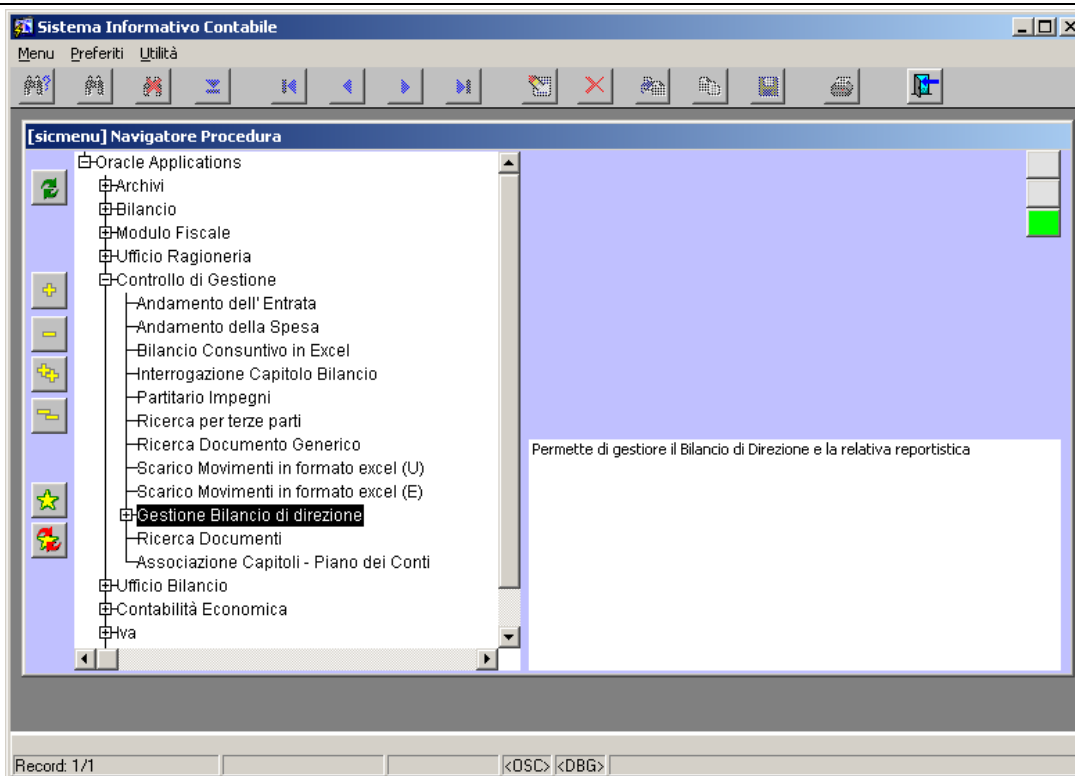 Sistema Informativo Contabile
Menu Preferiti Utilità
[sicmenu] Navigatore Procedura
Oracle Applications
Archivi
Bilancio
Modulo Fiscale
Ufficio Ragioneria
Controllo di Gestione
Andamento dell' Entrata
Andamento della Spesa
Bilancio Consuntivo in Excel
Interrogazione Capitolo Bilancio
Partitario Impegni
Ricerca per terze parti
Ricerca Documento Generico
Scarico Movimenti in formato excel (U)
Scarico Movimenti in formato excel (E)
Gestione Bilancio di direzione
Ricerca Documenti
Associazione Capitoli - Piano dei Conti
Ufficio Bilancio
Contabilità Economica
Iva
Permette di gestiore il Bilancio di Direzione e la relativa reportistica
Record: 1/1 <OSC> <DBG>